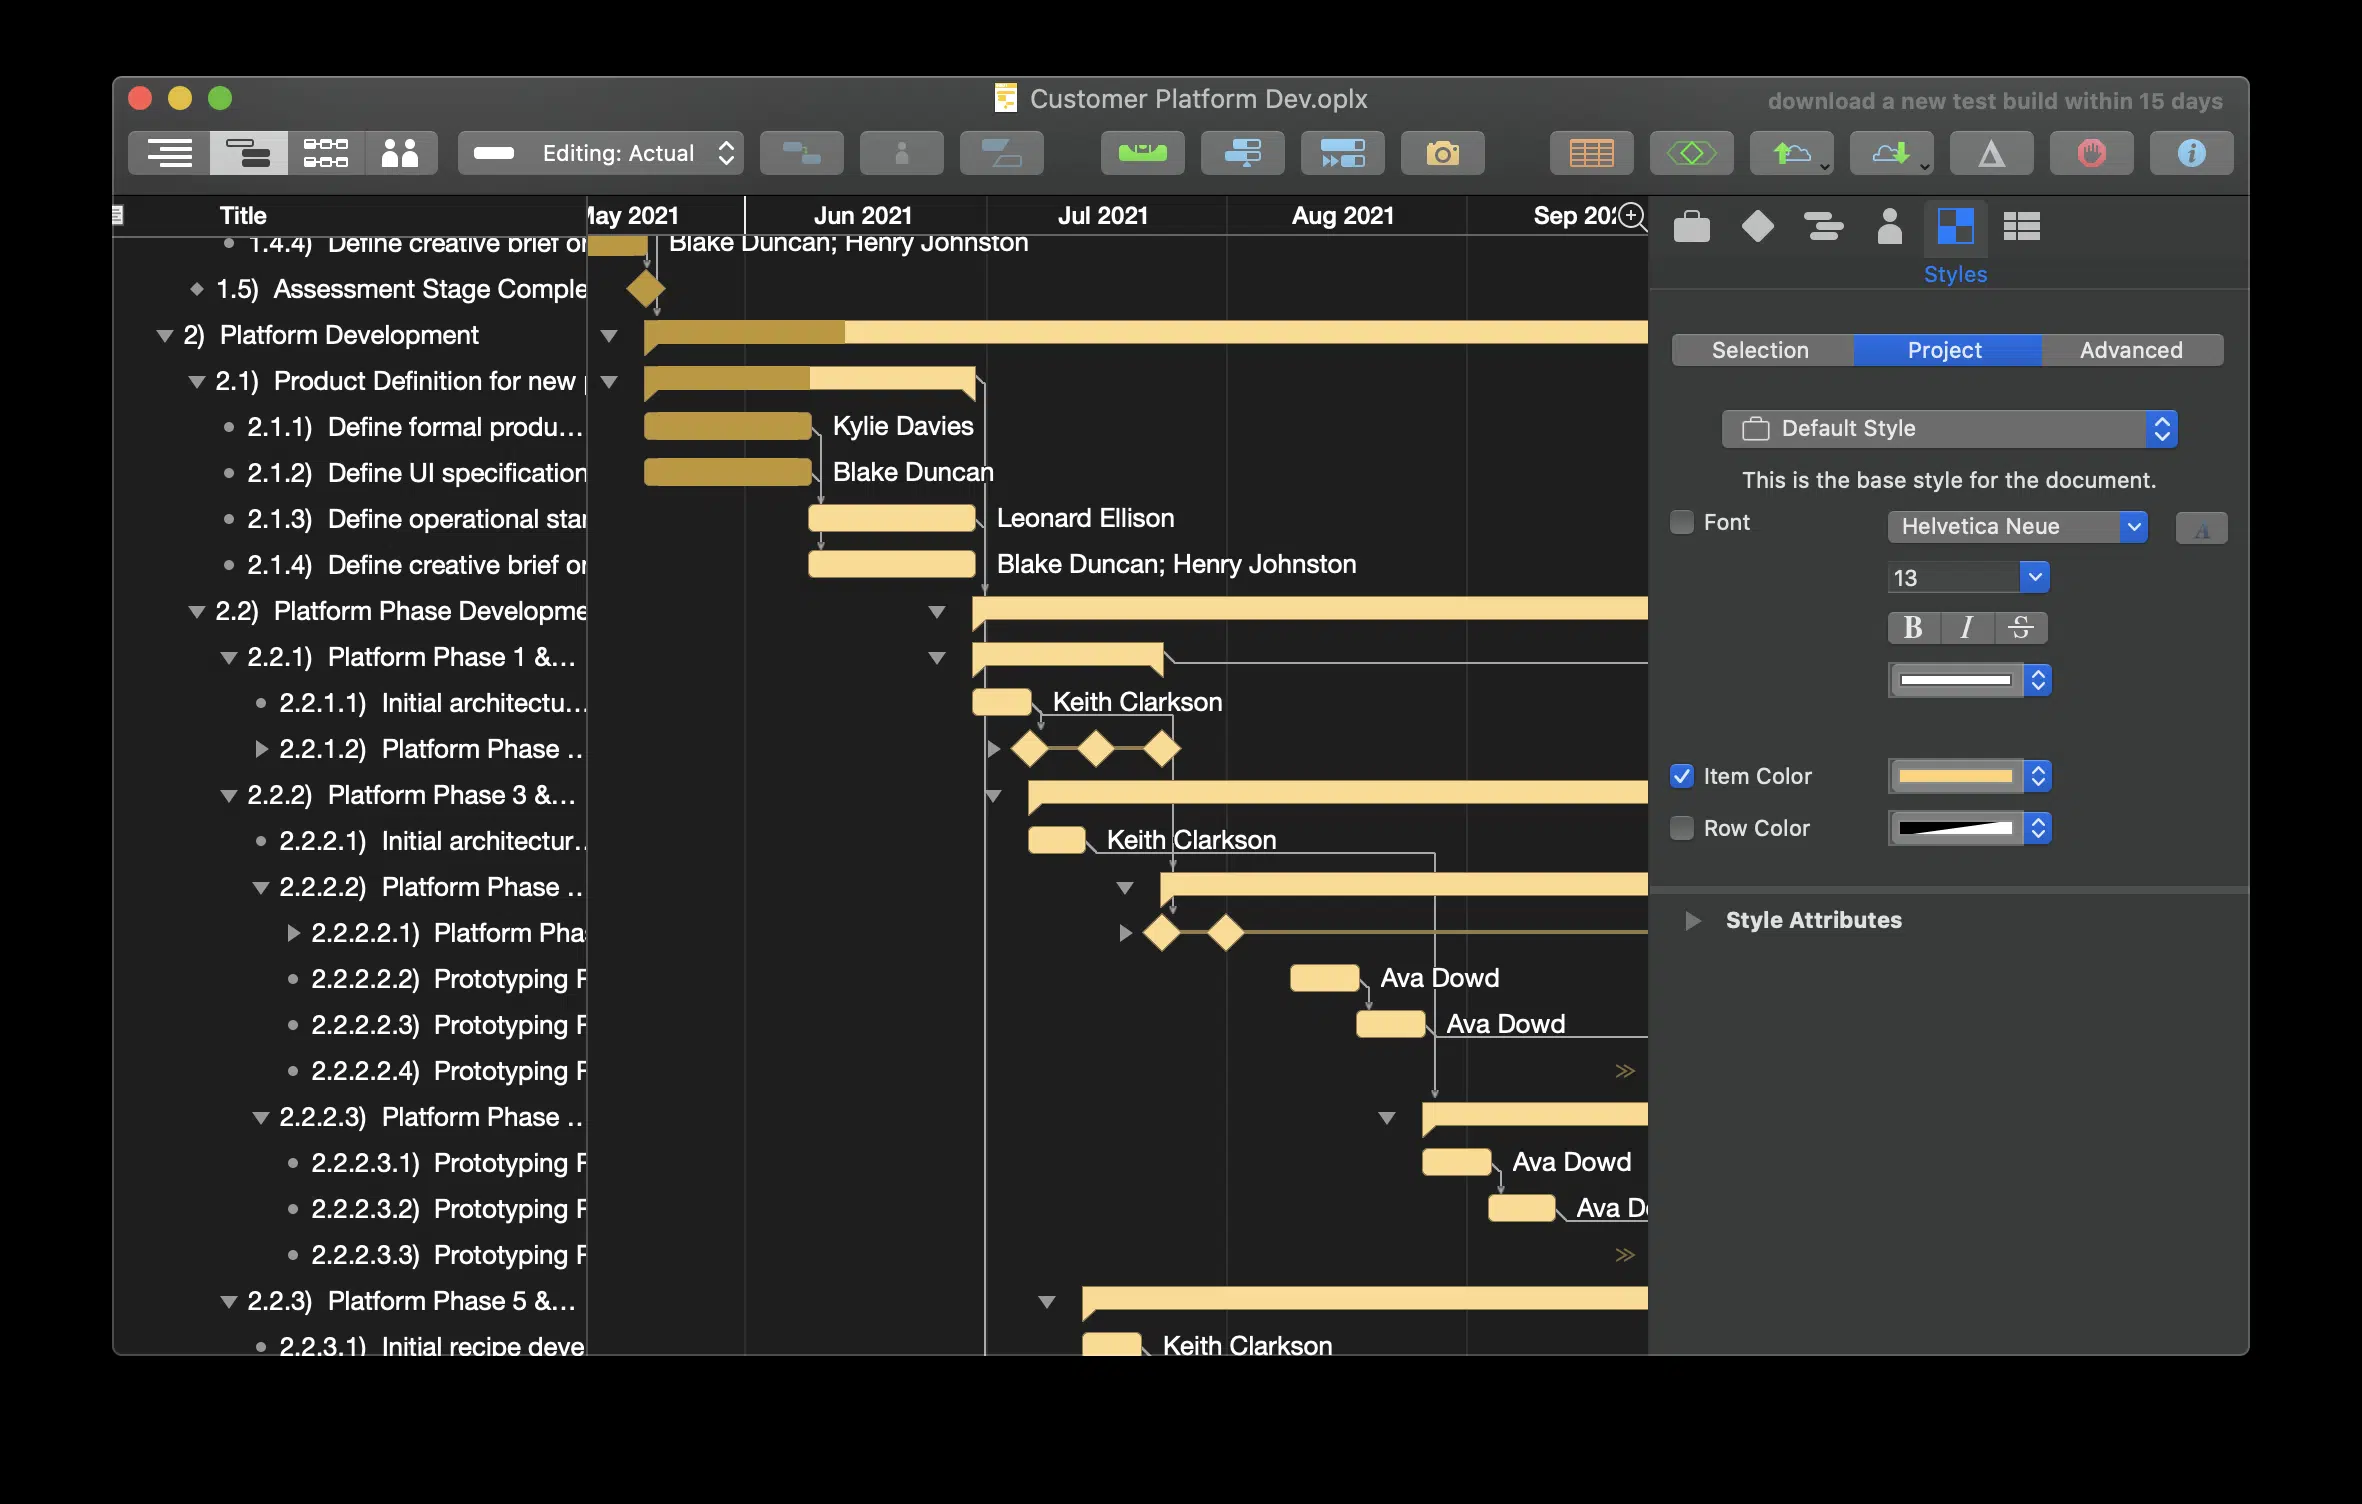 Customer Platform Dev.oplx
download a new test build within 15 days
Editing: Actual
Title
May 2021
Jun 2021
Jul 2021
Aug 2021
Sep 202
1.4.4) Define creative brief or
Blake Duncan; Henry Johnston
1.5) Assessment Stage Comple
2) Platform Development
2.1) Product Definition for new
2.1.1) Define formal produ...
Kylie Davies
2.1.2) Define UI specification
Blake Duncan
2.1.3) Define operational star
Leonard Ellison
2.1.4) Define creative brief or
Blake Duncan; Henry Johnston
2.2) Platform Phase Developme
2.2.1) Platform Phase 1 &...
2.2.1.1) Initial architectu...
Keith Clarkson
2.2.1.2) Platform Phase ..
2.2.2) Platform Phase 3 &...
2.2.2.1) Initial architectur..
Keith Clarkson
2.2.2.2) Platform Phase ..
2.2.2.2.1) Platform Phas
2.2.2.2.2) Prototyping F
Ava Dowd
2.2.2.2.3) Prototyping F
Ava Dowd
2.2.2.2.4) Prototyping F
2.2.2.3) Platform Phase ..
2.2.2.3.1) Prototyping F
Ava Dowd
2.2.2.3.2) Prototyping F
Ava Do
2.2.2.3.3) Prototyping F
2.2.3) Platform Phase 5 &...
2.2.3.1) Initial recipe deve
Keith Clarkson
Styles
Selection
Project
Advanced
Default Style
This is the base style for the document.
Font
Helvetica Neue
A
13
B I S
Item Color
Row Color
Style Attributes